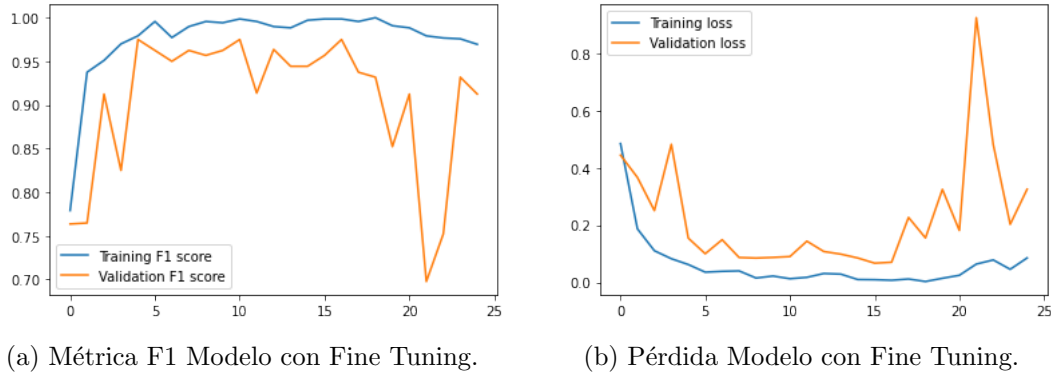 1.00
0.95
0.90
0.85
0.80
0.75
0.70
Training F1 score
Validation F1 score
0 5 10 15 20 25
Training loss
Validation loss
0.8
0.6
0.4
0.2
0.0
0 5 10 15 20 25
(a) Métrica F1 Modelo con Fine Tuning.
(b) Pérdida Modelo con Fine Tuning.